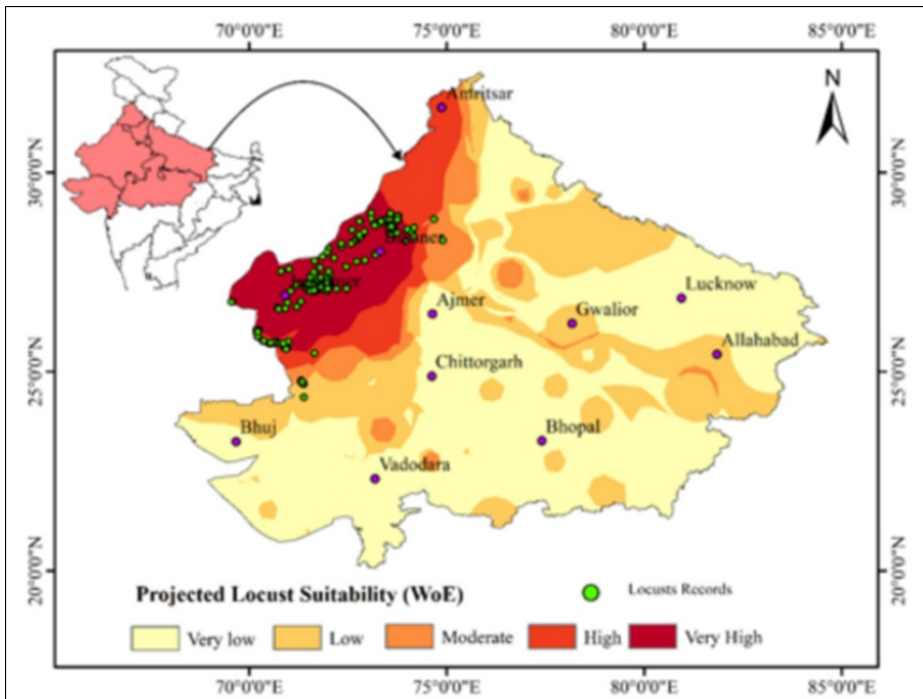 70°0'0"E 75°0'0"E 80°0'0"E 85°0'0"E
N
Amritsar
30°0'0"N 30°0'0"N
Lucknow
Ajmer
Gwalior
Allahabad
25°0'0"N 25°0'0"N
Chittorgarh
Bhuj
Bhopal
Vadodara
20°0'0"N 20°0'0"N
Projected Locust Suitability (WoE) Locusts Records
Very low Low Moderate High Very High
70°0'0"E 75°0'0"E 80°0'0"E 85°0'0"E